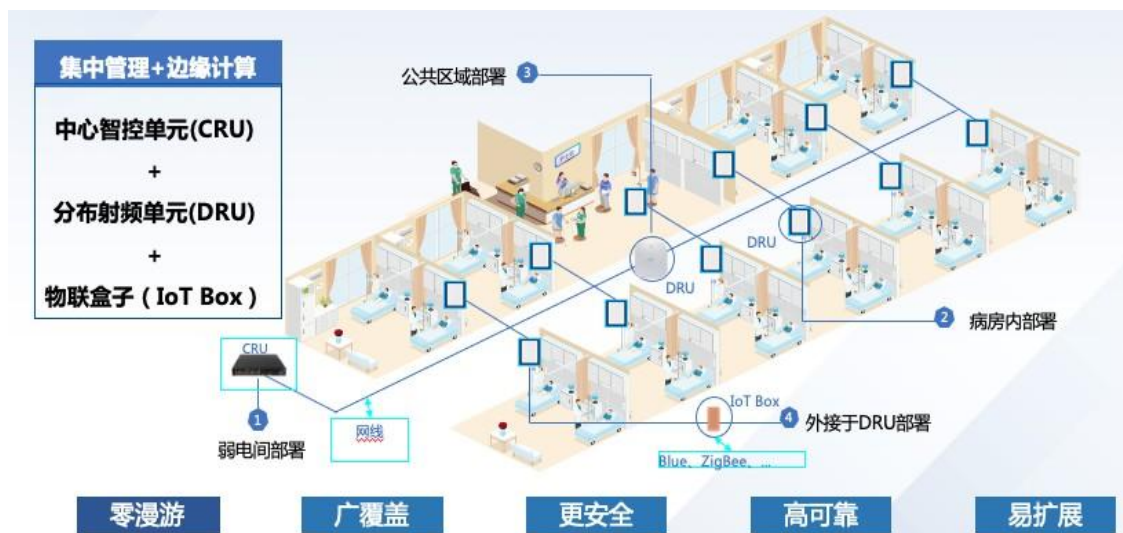 集中管理+边缘计算
中心智控单元(CRU)
+
分布射频单元(DRU)
+
物联盒子（IoT Box）
公共区域部署 3
DRU
DRU
2 病房内部署
CRU
1
弱电间部署
网线
IoT Box
4 外接于DRU部署
Blue、ZigBee、...
零漫游
广覆盖
更安全
高可靠
易扩展